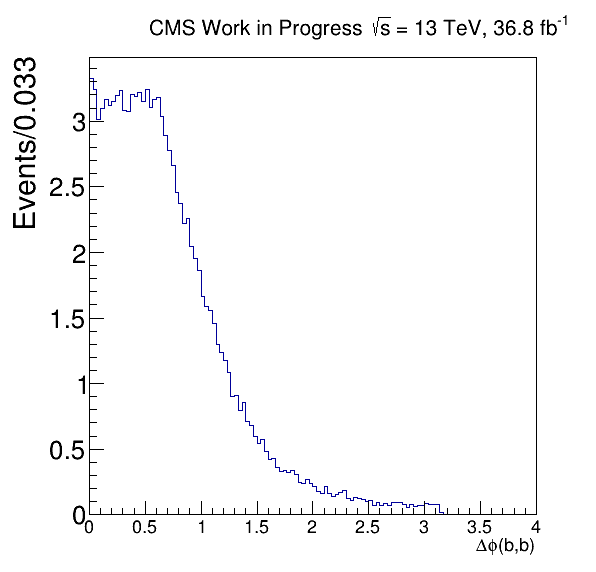 CMS Work in Progress √s = 13 TeV, 36.8 fb⁻¹
Events/0.033
3
2.5
2
1.5
1
0.5
0
0 0.5 1 1.5 2 2.5 3 3.5 4
Δϕ(b,b)